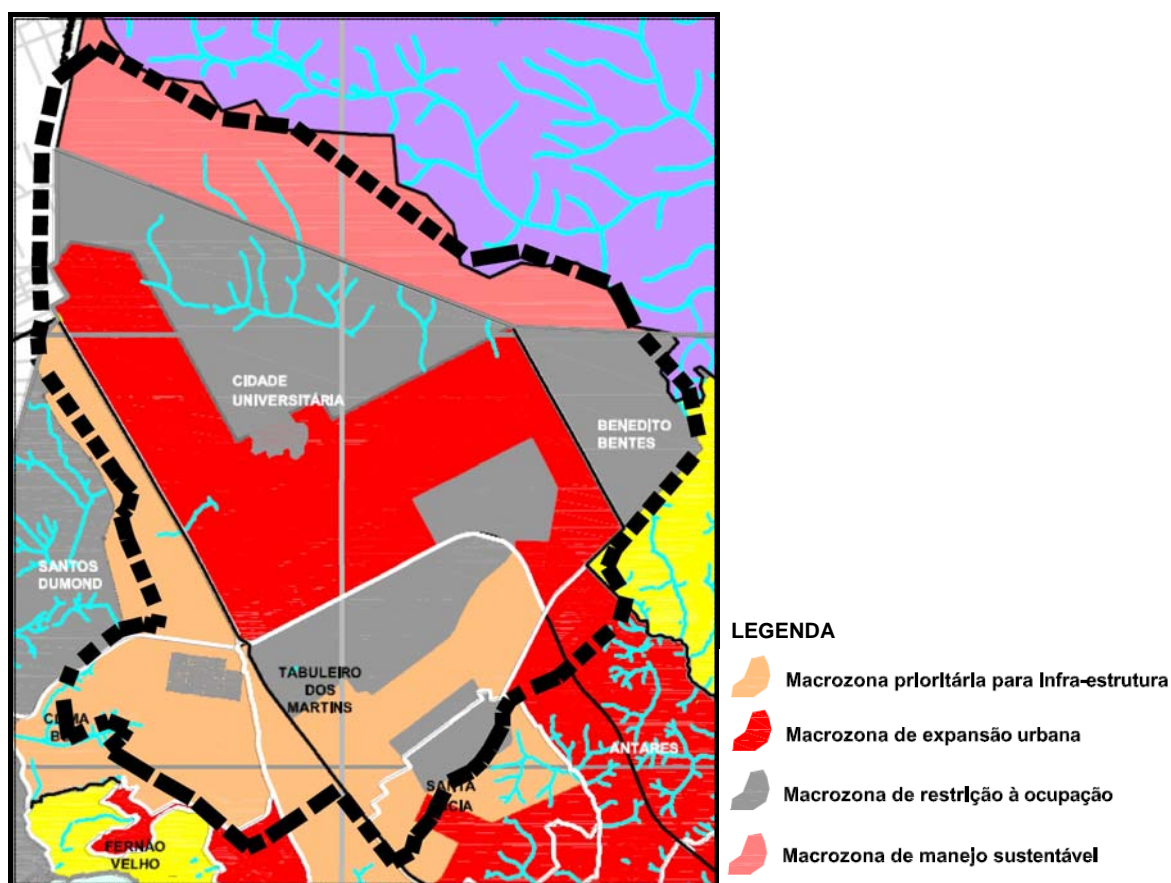 CIDADE
UNIVERSITÁRIA
BENEDITO
BENTES
SANTOS
DUMOND
TABULEIRO
DOS
MARTINS
ANTARES
SANTA
FERNÃO
VELHO
LEGENDA
Macrozona prioritária para Infra-estrutura
Macrozona de expansão urbana
Macrozona de restrição à ocupação
Macrozona de manejo sustentável